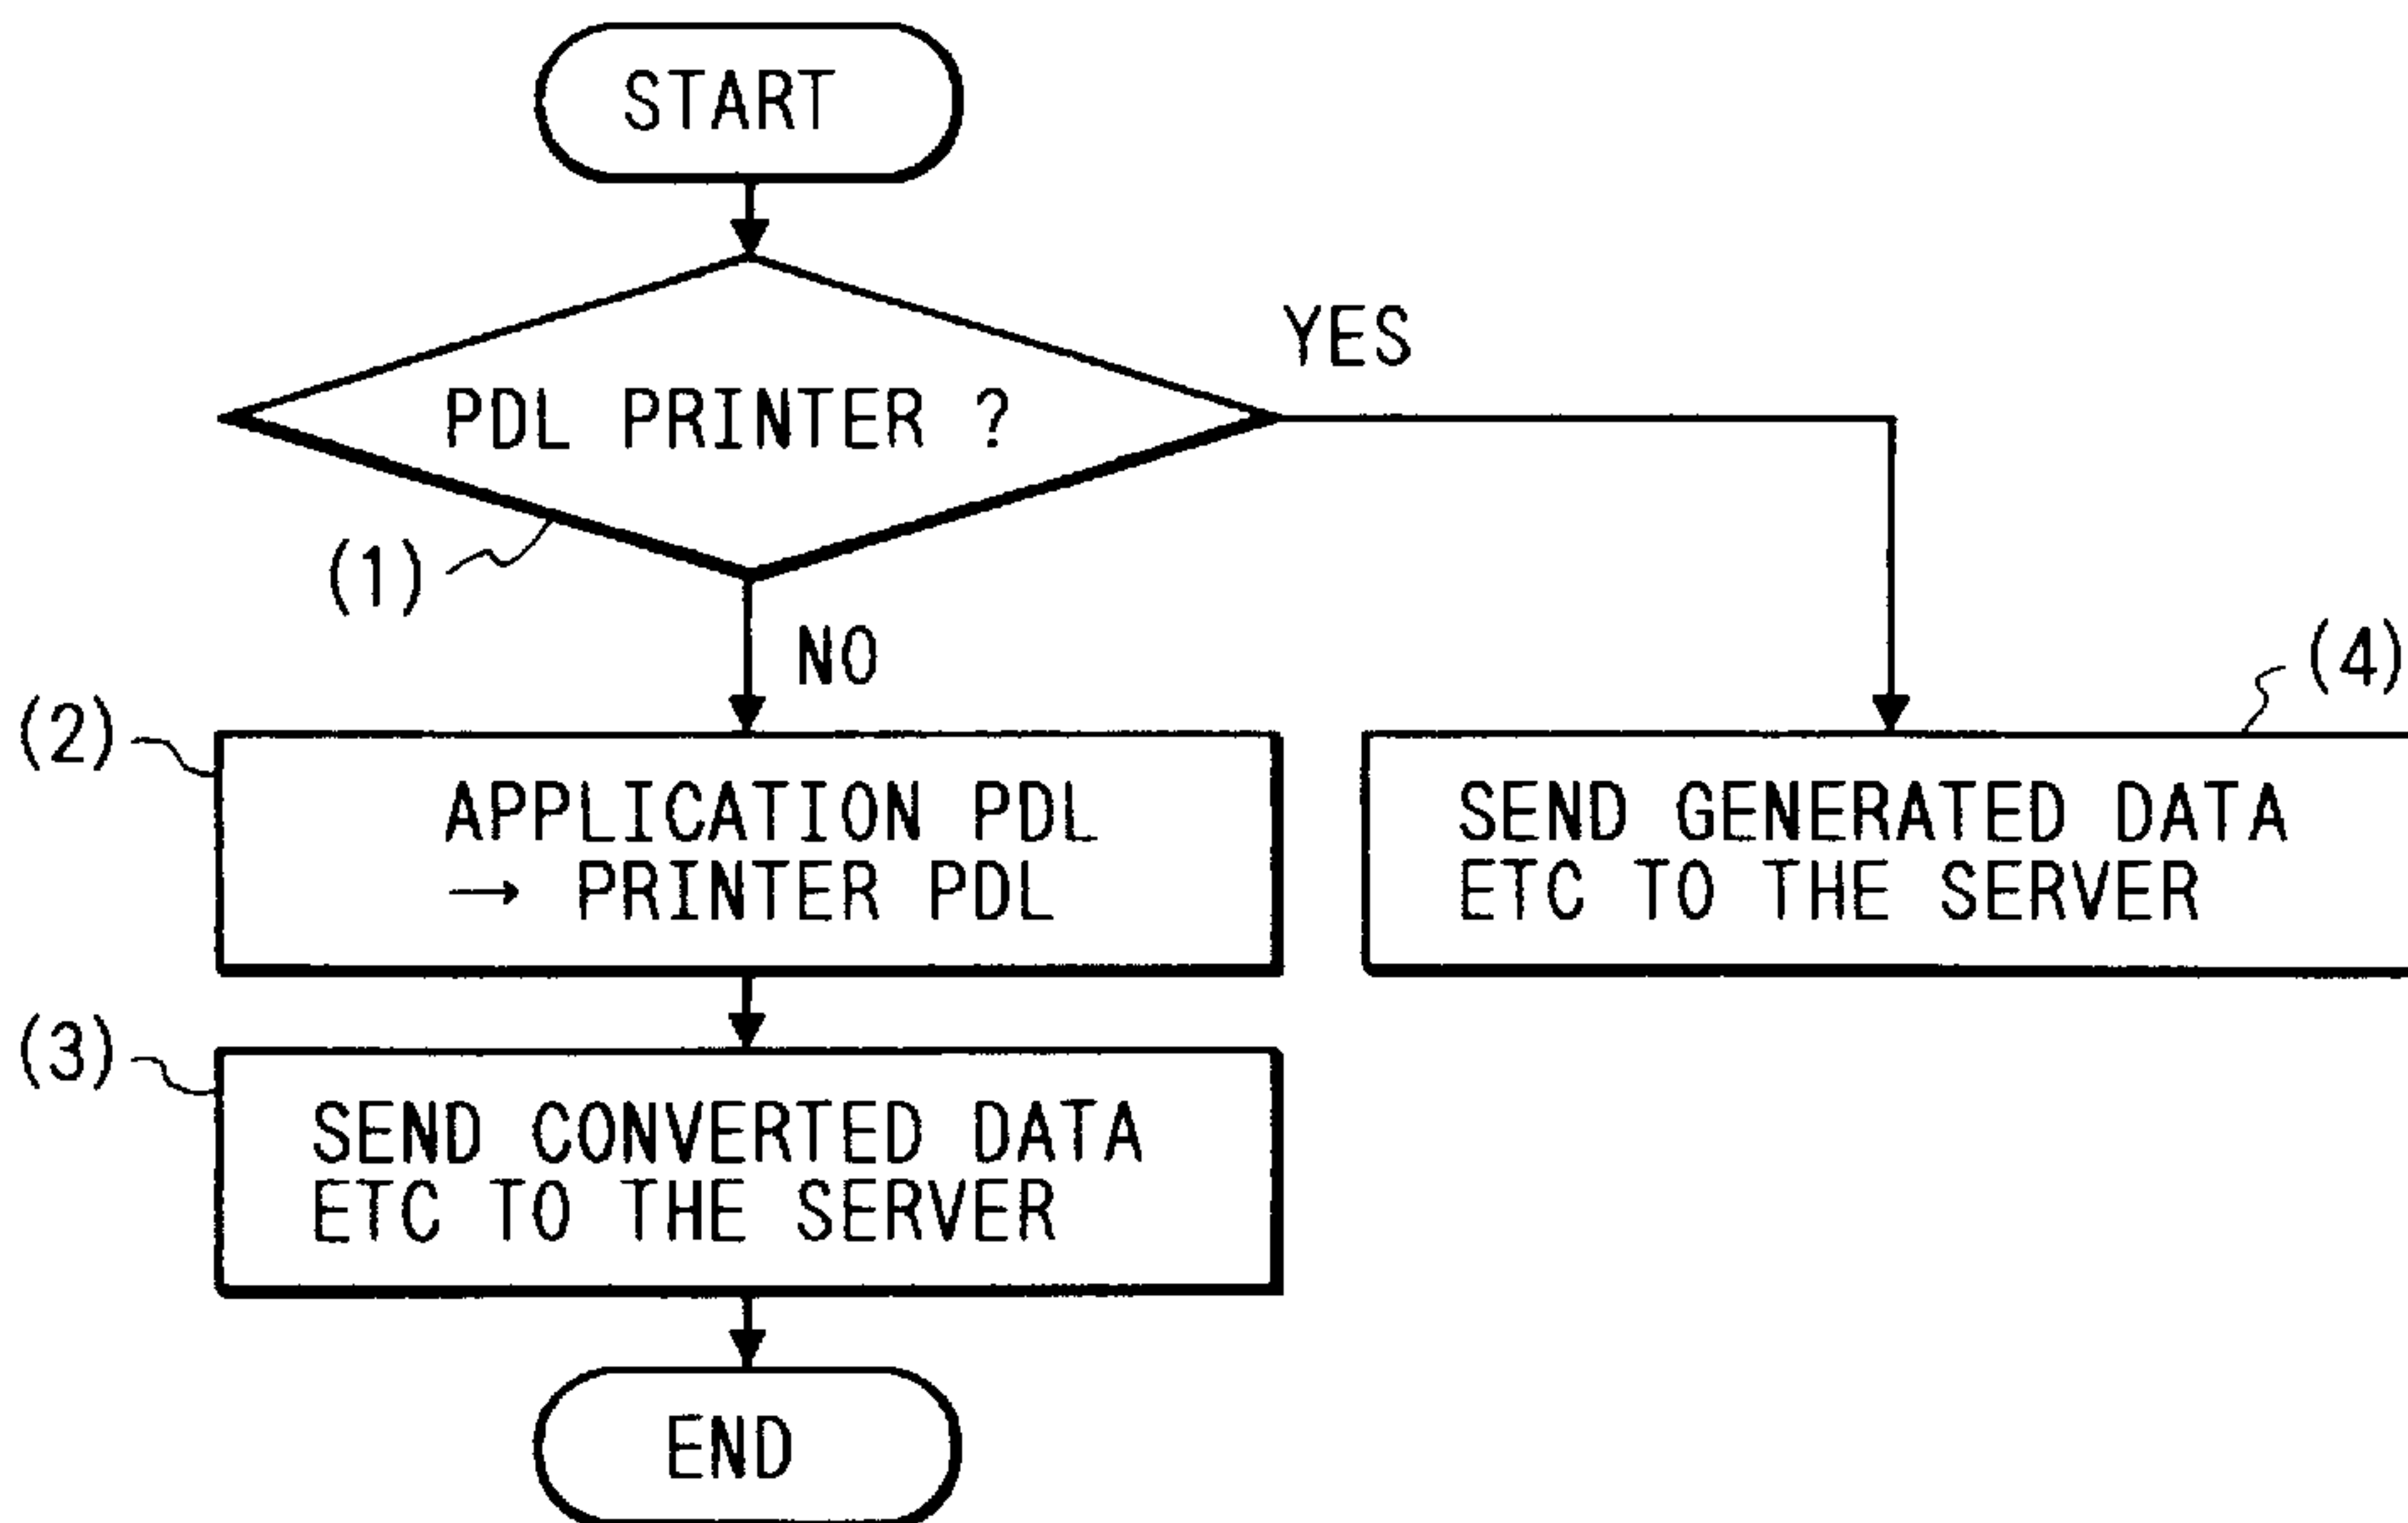 START
PDL PRINTER ?
YES
(1)
NO
(4)
(2)
APPLICATION PDL
→ PRINTER PDL
SEND GENERATED DATA
ETC TO THE SERVER
(3)
SEND CONVERTED DATA
ETC TO THE SERVER
END